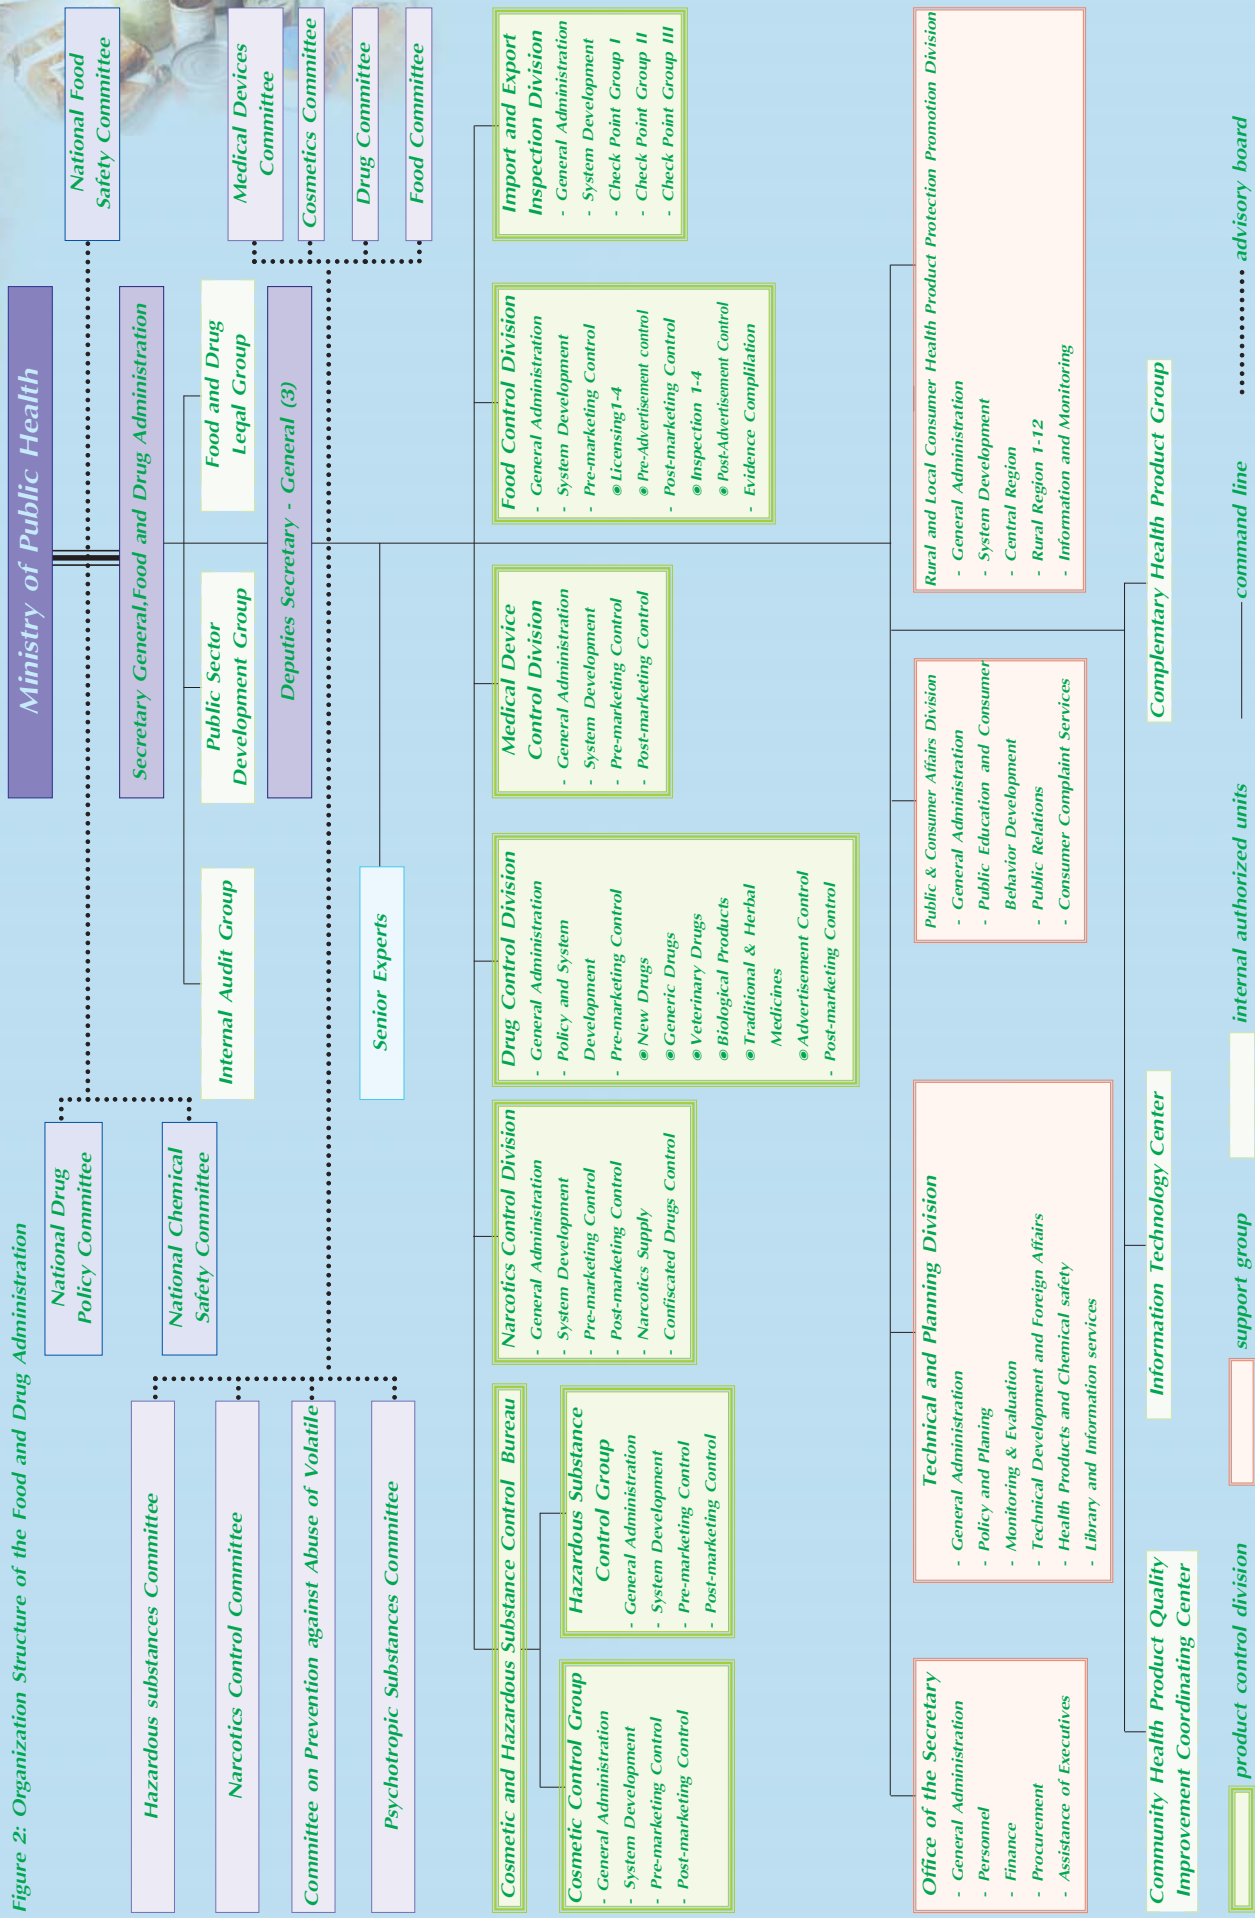 Figure 2: Organization Structure of the Food and Drug Administration
Ministry of Public Health
National Drug
Policy Committee
National Food
Safety Committee
National Chemical
Safety Committee
Secretary General,Food and Drug Administration
Internal Audit Group
Public Sector
Development Group
Food and Drug
Legal Group
Deputies Secretary - General (3)
Hazardous substances Committee
Narcotics Control Committee
Committee on Prevention against Abuse of Volatile
Psychotropic Substances Committee
Medical Devices
Committee
Cosmetics Committee
Drug Committee
Food Committee
Senior Experts
Cosmetic and Hazardous Substance Control Bureau
Cosmetic Control Group
- General Administration
- System Development
- Pre-marketing Control
- Post-marketing Control
Hazardous Substance
Control Group
- General Administration
- System Development
- Pre-marketing Control
- Post-marketing Control
Narcotics Control Division
- General Administration
- System Development
- Pre-marketing Control
- Post-marketing Control
- Narcotics Supply
- Confiscated Drugs Control
Drug Control Division
- General Administration
- Policy and System
Development
- Pre-marketing Control
◉ New Drugs
◉ Generic Drugs
◉ Veterinary Drugs
◉ Biological Products
◉ Traditional & Herbal
Medicines
◉ Advertisement Control
- Post-marketing Control
Medical Device
Control Division
- General Administration
- System Development
- Pre-marketing Control
- Post-marketing Control
Food Control Division
- General Administration
- System Development
- Pre-marketing Control
◉ Licensing1-4
◉ Pre-Advertisement control
- Post-marketing Control
◉ Inspection 1-4
◉ Post-Advertisement Control
- Evidence Complilation
Import and Export
Inspection Division
- General Administration
- System Development
- Check Point Group I
- Check Point Group II
- Check Point Group III
Office of the Secretary
- General Administration
- Personnel
- Finance
- Procurement
- Assistance of Executives
Technical and Planning Division
- General Administration
- Policy and Planing
- Monitoring & Evaluation
- Technical Development and Foreign Affairs
- Health Products and Chemical safety
- Library and Information services
Public & Consumer Affairs Division
- General Administration
- Public Education and Consumer
Behavior Development
- Public Relations
- Consumer Complaint Services
Rural and Local Consumer Health Product Protection Promotion Division
- General Administration
- System Development
- Central Region
- Rural Region 1-12
- Information and Monitoring
Community Health Product Quality
Improvement Coordinating Center
Information Technology Center
Complemtary Health Product Group
product control division
support group
internal authorized units
command line
advisory board